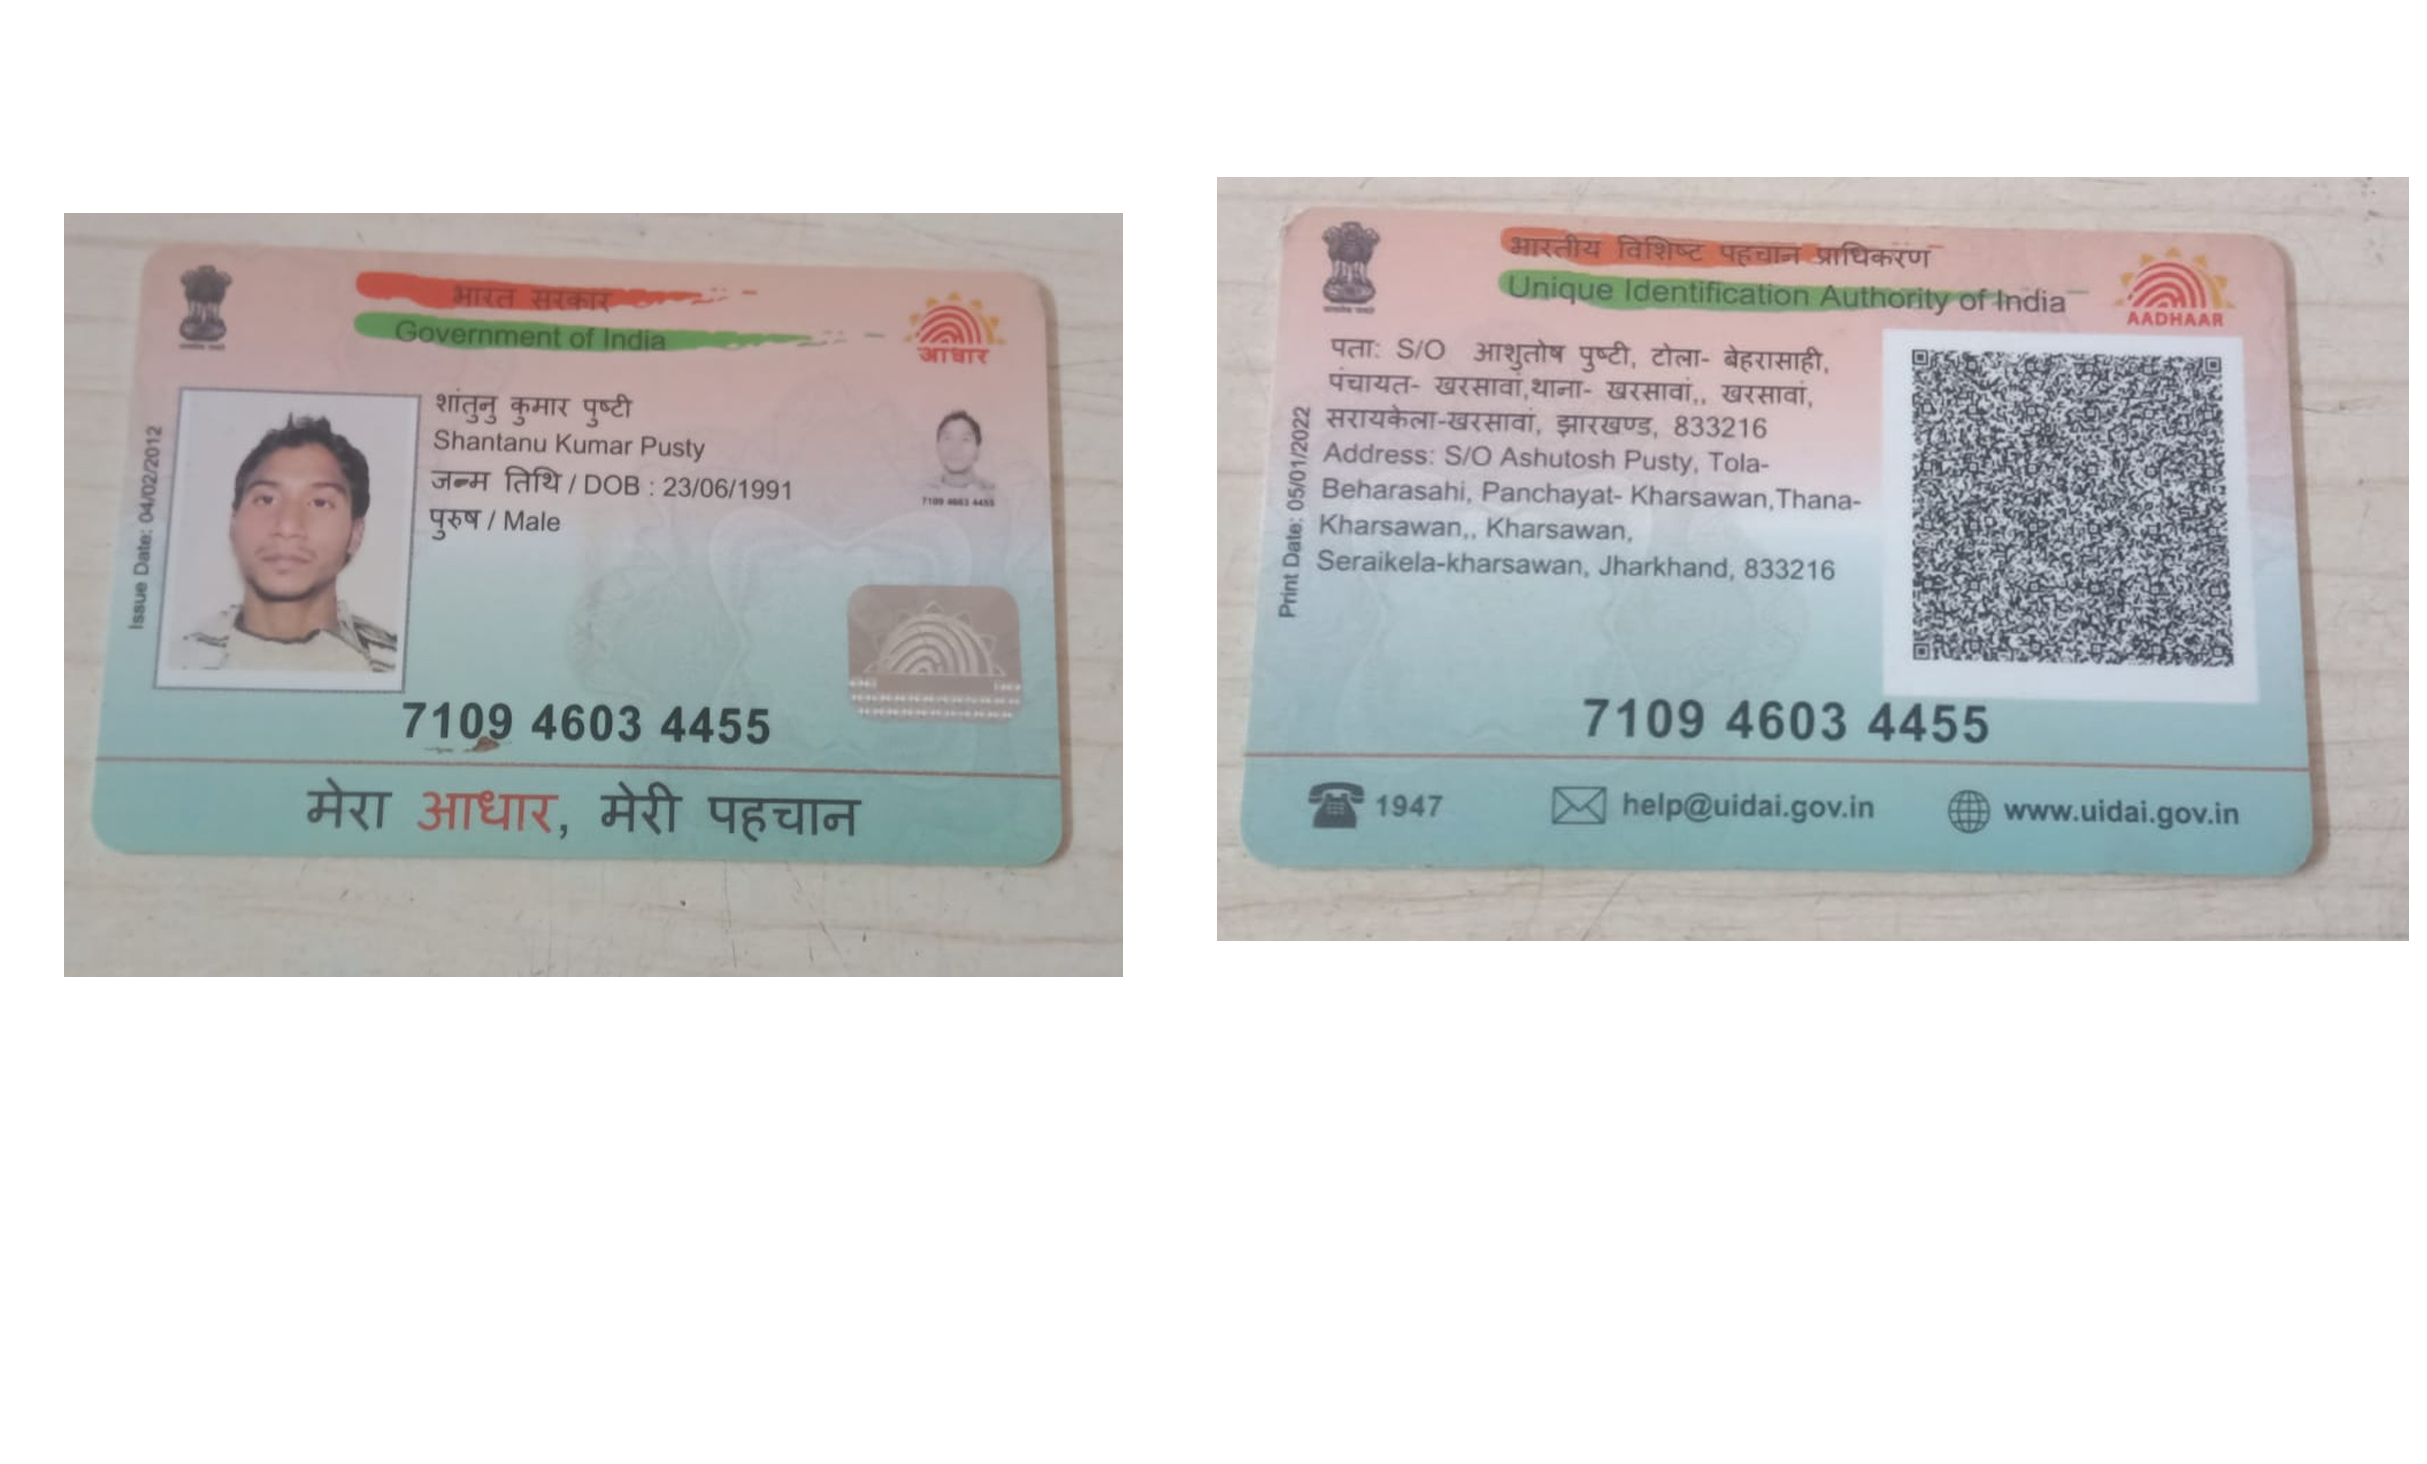 भारत सरकार
Government of India
आधार
Issue Date: 04/02/2012
शांतुनु कुमार पुष्टी
Shantanu Kumar Pusty
जन्म तिथि / DOB : 23/06/1991
पुरुष / Male
7109 4603 4455
7109 4603 4455
मेरा आधार, मेरी पहचान
भारतीय विशिष्ट पहचान प्राधिकरण
Unique Identification Authority of India
AADHAAR
Print Date: 05/01/2022
पता: S/O आशुतोष पुष्टी, टोला- बेहरासाही,
पंचायत- खरसावां,थाना- खरसावां,, खरसावां,
सरायकेला-खरसावां, झारखण्ड, 833216
Address: S/O Ashutosh Pusty, Tola-
Beharasahi, Panchayat- Kharsawan,Thana-
Kharsawan,, Kharsawan,
Seraikela-kharsawan, Jharkhand, 833216
7109 4603 4455
1947 help@uidai.gov.in www.uidai.gov.in